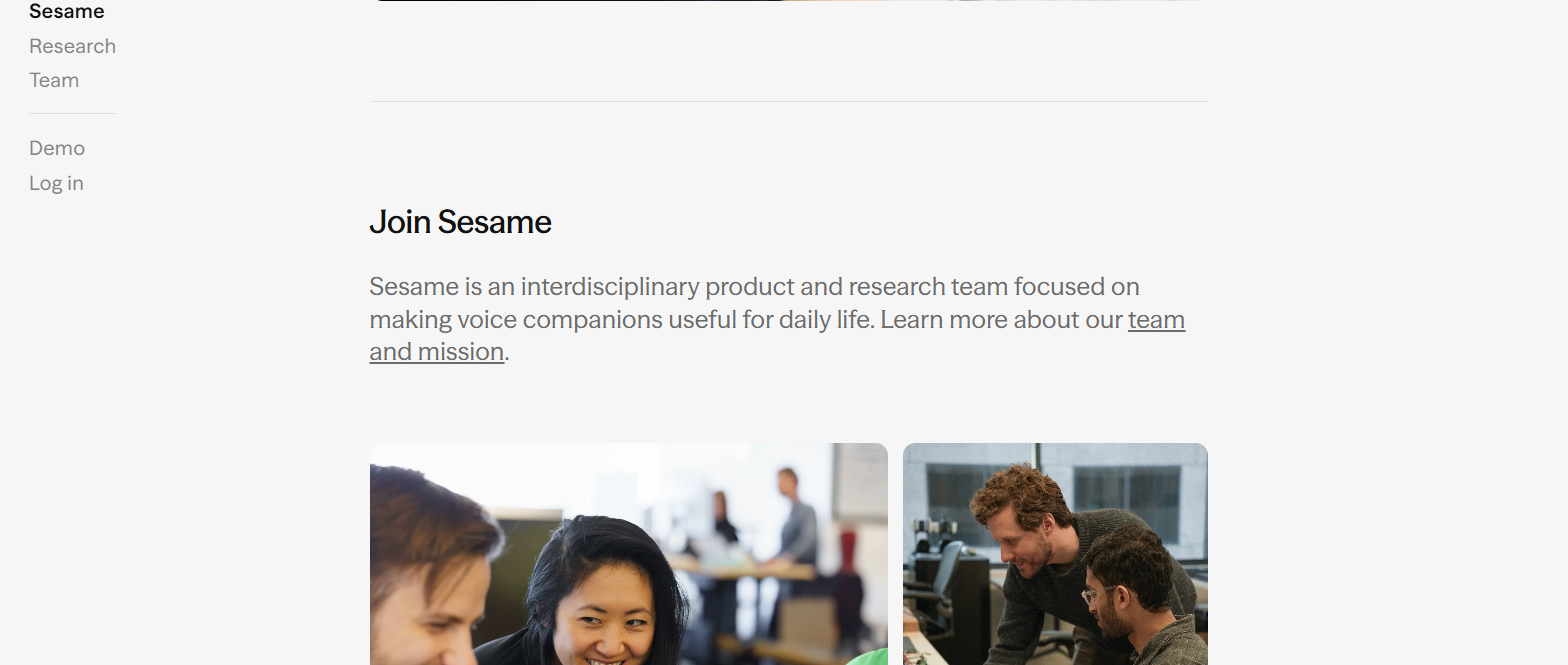 Sesame
Research
Team
Demo
Log in
Join Sesame
Sesame is an interdisciplinary product and research team focused on
making voice companions useful for daily life. Learn more about our team
and mission.